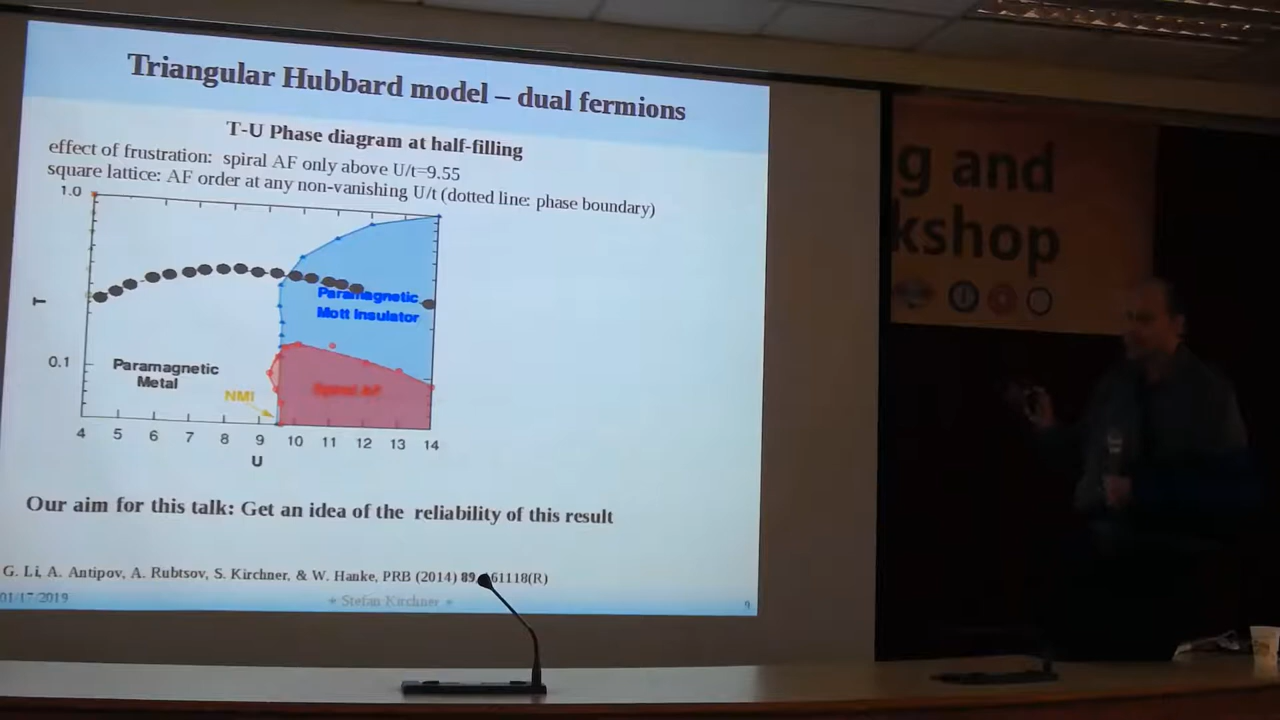 Triangular Hubbard model – dual fermions
T-U Phase diagram at half-filling
effect of frustration: spiral AF only above U/t=9.55
square lattice: AF order at any non-vanishing U/t (dotted line: phase boundary)
1.0
T
0.1
Paramagnetic
Mott Insulator
Paramagnetic
Metal
Spiral AF
NMI
4 5 6 7 8 9 10 11 12 13 14
U
Our aim for this talk: Get an idea of the reliability of this result
G. Li, A. Antipov, A. Rubtsov, S. Kirchner, & W. Hanke, PRB (2014) 89, 61118(R)
01/17/2019
Stefan Kirchner
9
g and
kshop